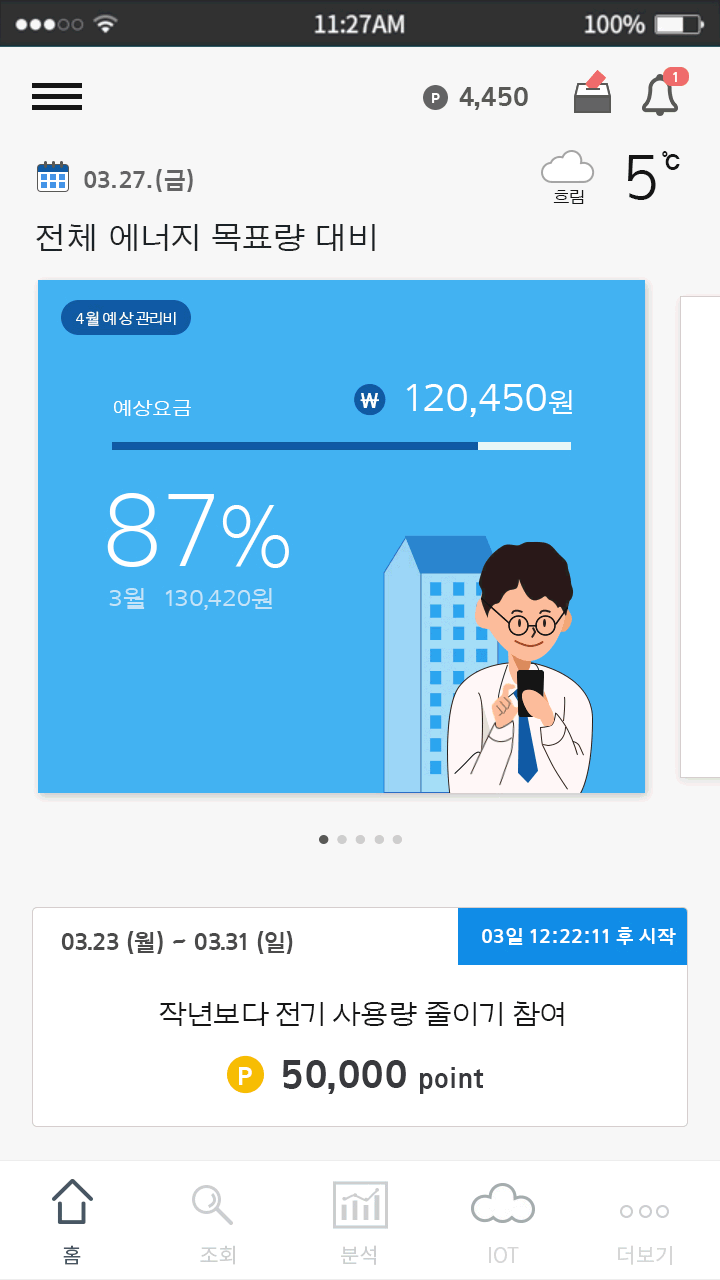 11:27AM 100%
P 4,450 1
03.27.(금) 흐림 5℃
전체 에너지 목표량 대비
4월 예상 관리비
예상요금 ₩ 120,450원
87%
3월 130,420원
03.23 (월) ~ 03.31 (일) 03일 12:22:11 후 시작
작년보다 전기 사용량 줄이기 참여
P 50,000 point
홈 조회 분석 IOT 더보기